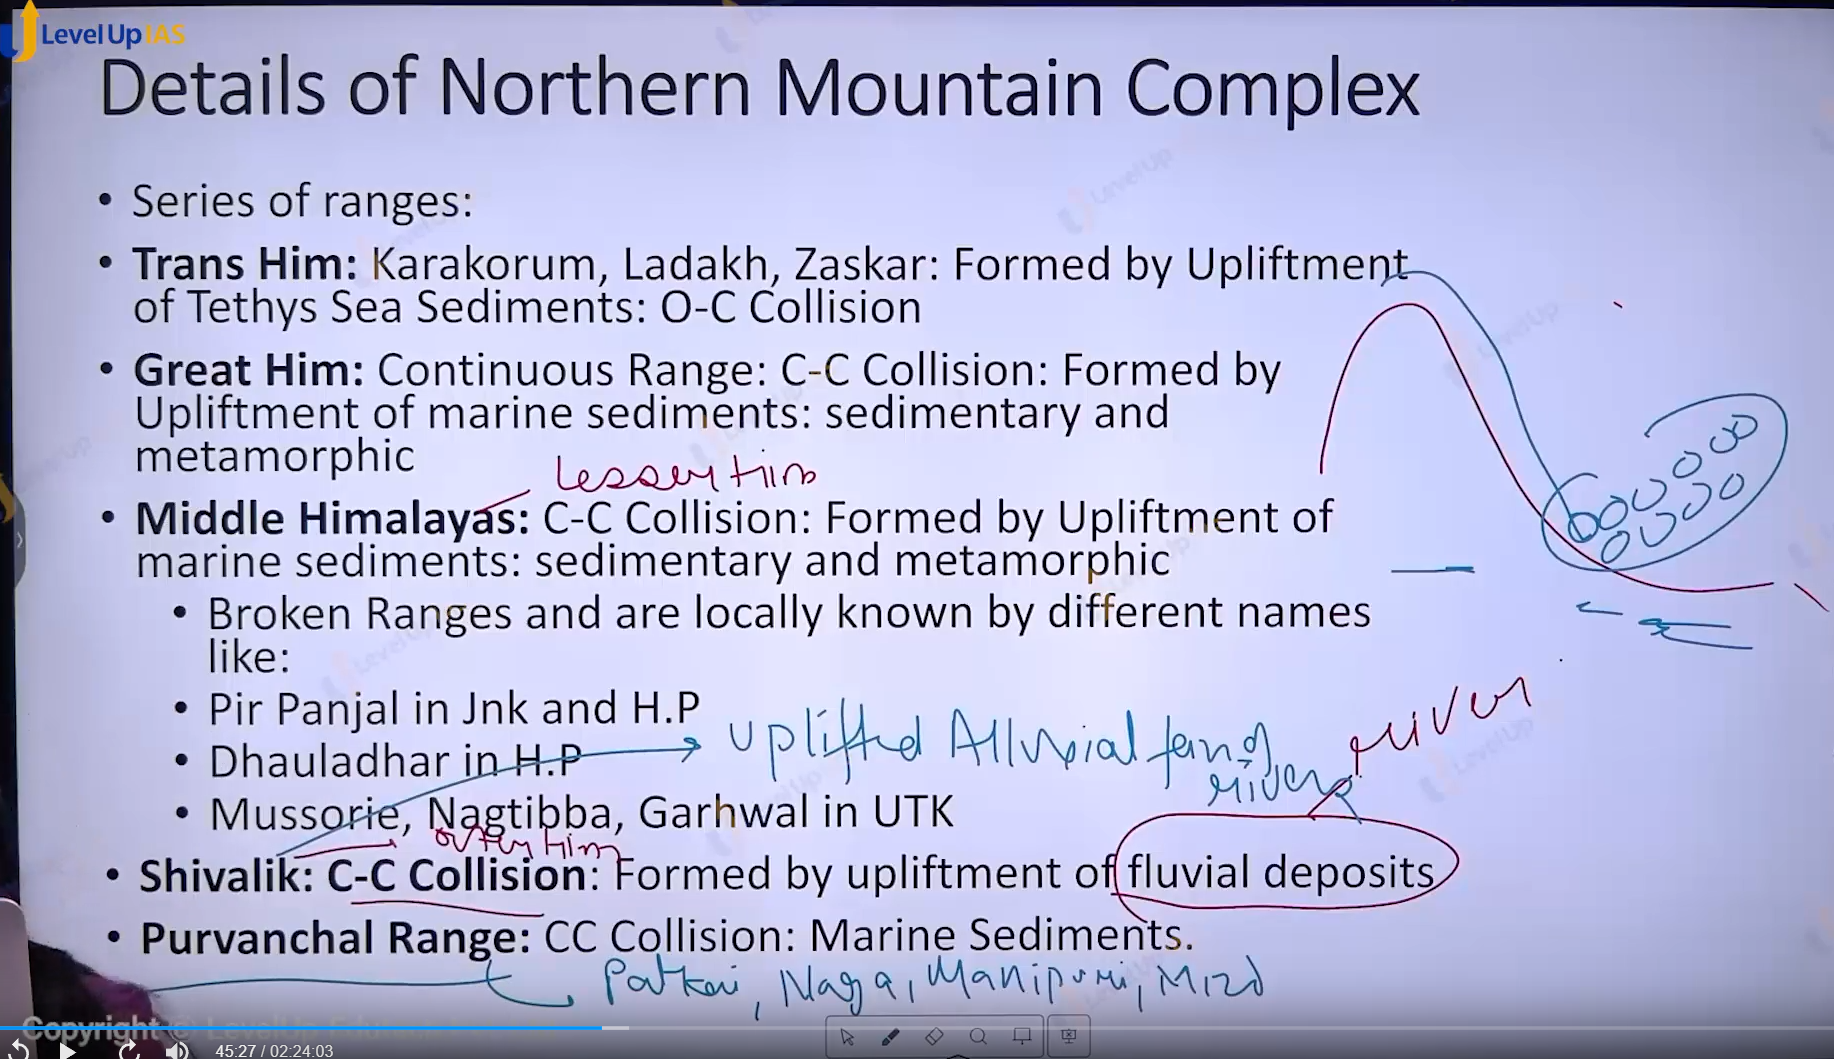 LevelUp IAS
Details of Northern Mountain Complex
• Series of ranges:
• Trans Him: Karakorum, Ladakh, Zaskar: Formed by Upliftment
of Tethys Sea Sediments: O-C Collision
• Great Him: Continuous Range: C-C Collision: Formed by
Upliftment of marine sediments: sedimentary and
metamorphic
Lesser Him
• Middle Himalayas: C-C Collision: Formed by Upliftment of
marine sediments: sedimentary and metamorphic
• Broken Ranges and are locally known by different names
like:
• Pir Panjal in Jnk and H.P
uplifted Alluvial fans of
rivers
river
• Dhauladhar in H.P
• Mussorie, Nagtibba, Garhwal in UTK
outer Him
• Shivalik: C-C Collision: Formed by upliftment of fluvial deposits
• Purvanchal Range: CC Collision: Marine Sediments.
Patkai, Naga, Manipuri, Mizo
Copyright © LevelUp
45:27 / 02:24:03